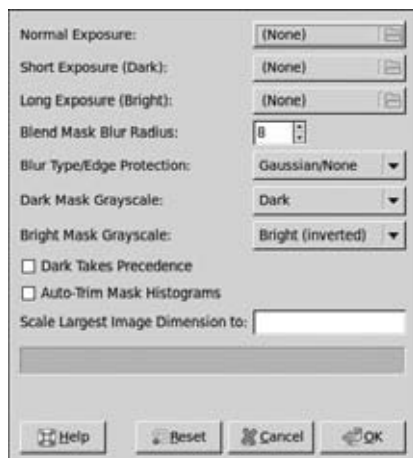 Normal Exposure: (None)
Short Exposure (Dark): (None)
Long Exposure (Bright): (None)
Blend Mask Blur Radius: 8
Blur Type/Edge Protection: Gaussian/None
Dark Mask Grayscale: Dark
Bright Mask Grayscale: Bright (inverted)
Dark Takes Precedence
Auto-Trim Mask Histograms
Scale Largest Image Dimension to:
Help Reset Cancel OK